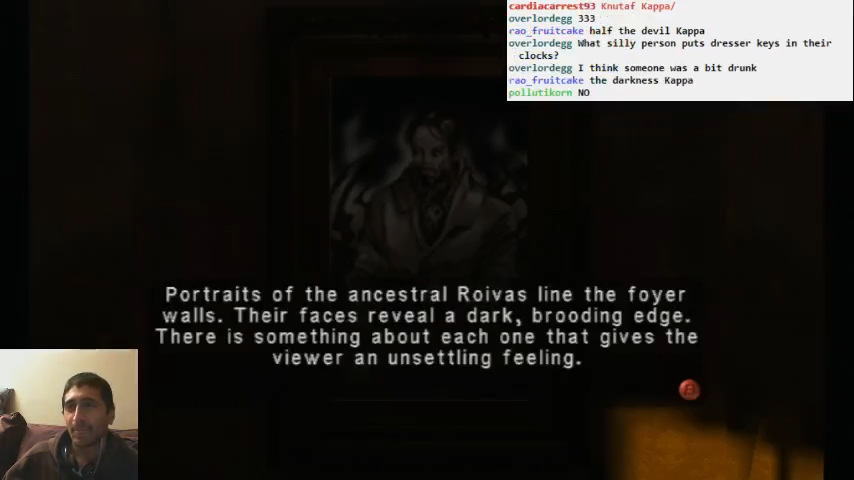 cardiacarrest93 Knutaf Kappa/
overlordegg 333
rao_fruitcake half the devil Kappa
overlordegg What silly person puts dresser keys in their
clocks?
overlordegg I think someone was a bit drunk
rao_fruitcake the darkness Kappa
pollutikorn NO
Portraits of the ancestral Roivas line the foyer
walls. Their faces reveal a dark, brooding edge.
There is something about each one that gives the
viewer an unsettling feeling.
B